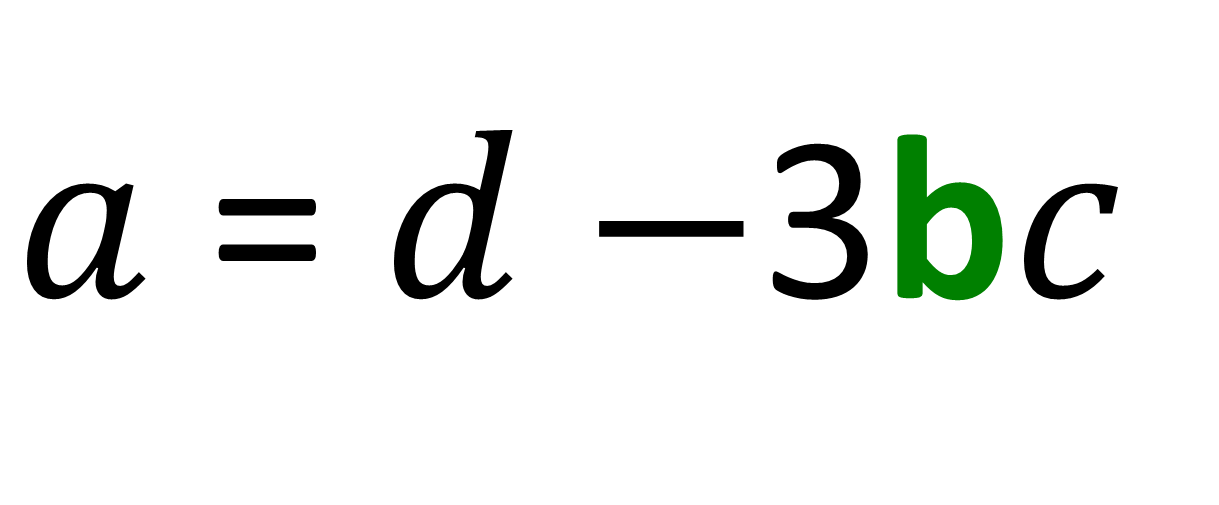 a = d −3bc